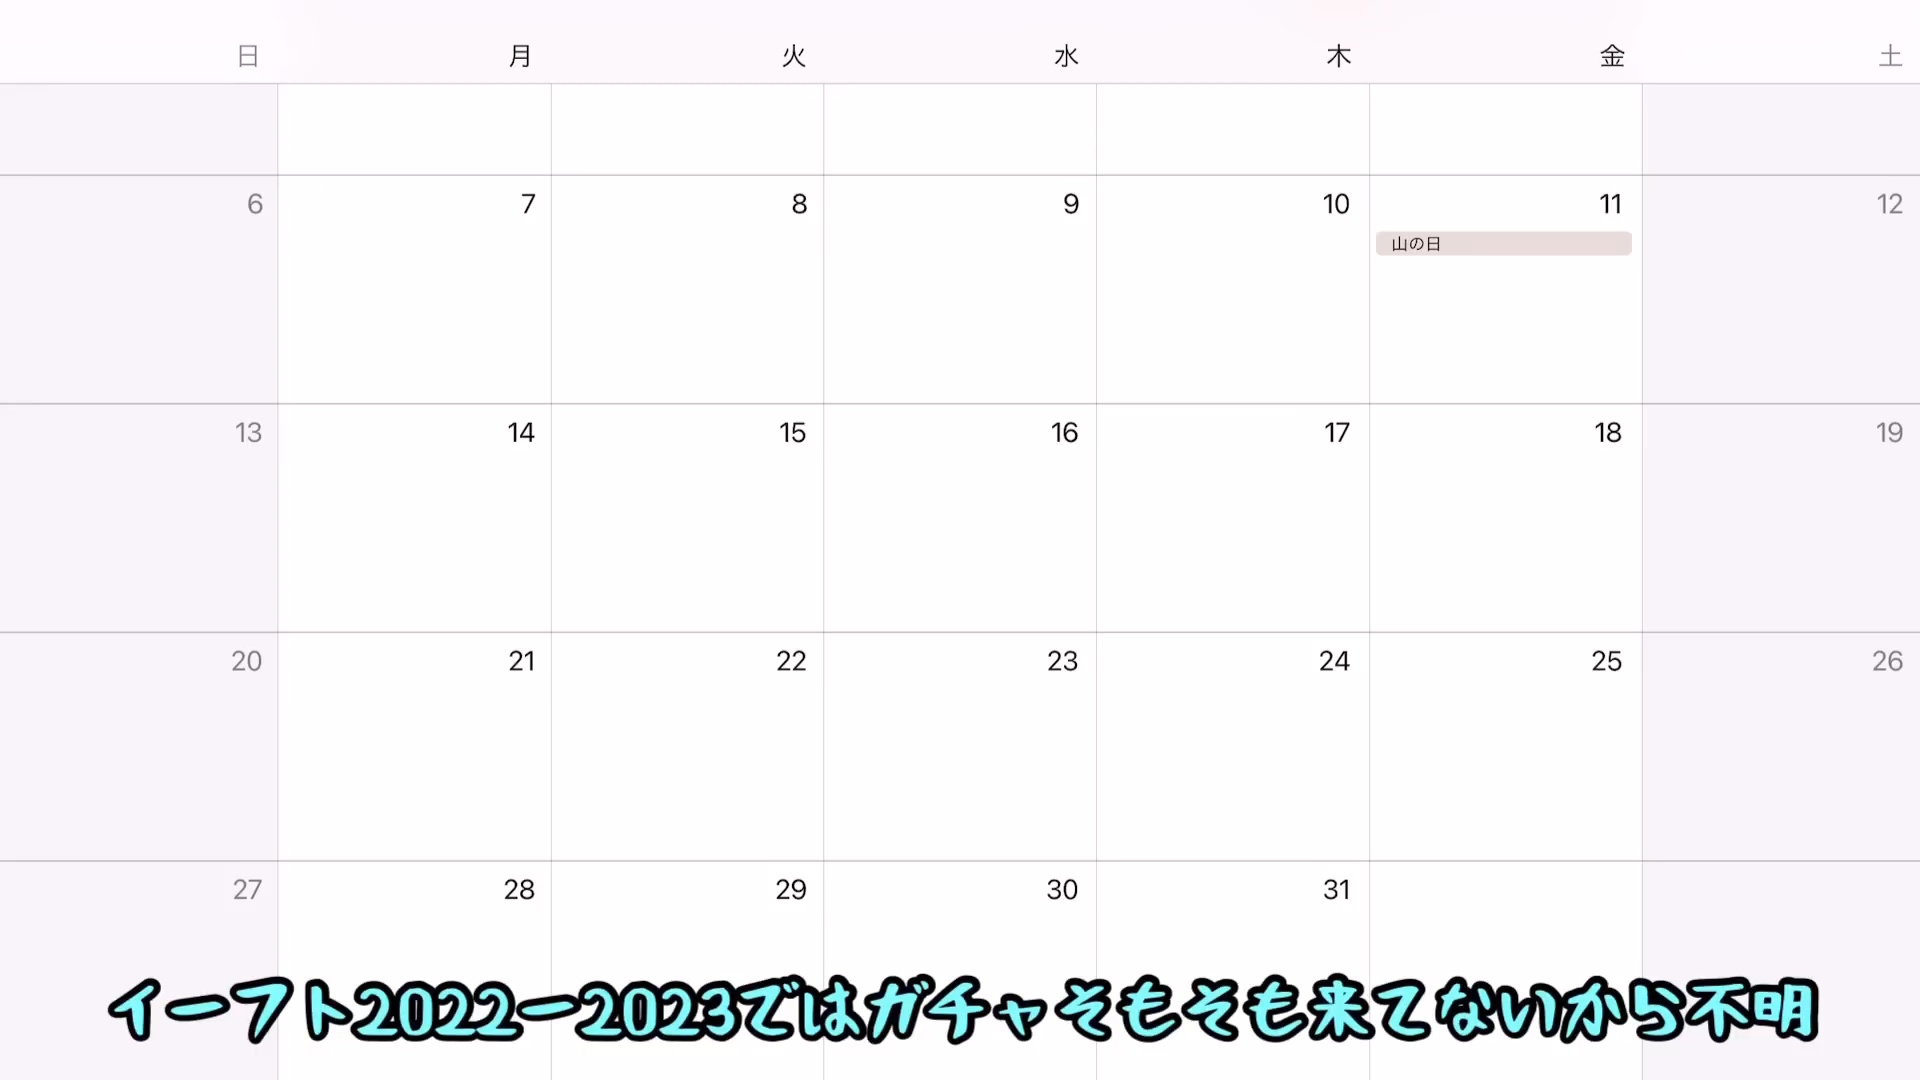 日 月 火 水 木 金 土
6 7 8 9 10 11 12
山の日
13 14 15 16 17 18 19
20 21 22 23 24 25 26
27 28 29 30 31
イーフト2022ー2023ではガチャそもそも来てないから不明